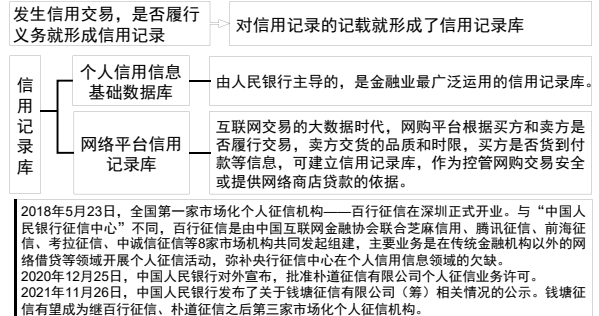 发生信用交易，是否履行
义务就形成信用记录
对信用记录的记载就形成了信用记录库
信
用
记
录
库
个人信用信息
基础数据库
由人民银行主导的，是金融业最广泛运用的信用记录库。
网络平台信用
记录库
互联网交易的大数据时代，网购平台根据买方和卖方是
否履行交易，卖方交货的品质和时限，买方是否货到付
款等信息，可建立信用记录库，作为控管网购交易安全
或提供网络商店贷款的依据。
2018年5月23日，全国第一家市场化个人征信机构——百行征信在深圳正式开业。与“中国人
民银行征信中心”不同，百行征信是由中国互联网金融协会联合芝麻信用、腾讯征信、前海征
信、考拉征信、中诚信征信等8家市场机构共同发起组建，主要业务是在传统金融机构以外的网
络借贷等领域开展个人征信活动，弥补央行征信中心在个人信用信息领域的欠缺。
2020年12月25日，中国人民银行对外宣布，批准朴道征信有限公司个人征信业务许可。
2021年11月26日，中国人民银行发布了关于钱塘征信有限公司（筹）相关情况的公示。钱塘征
信有望成为继百行征信、朴道征信之后第三家市场化个人征信机构。